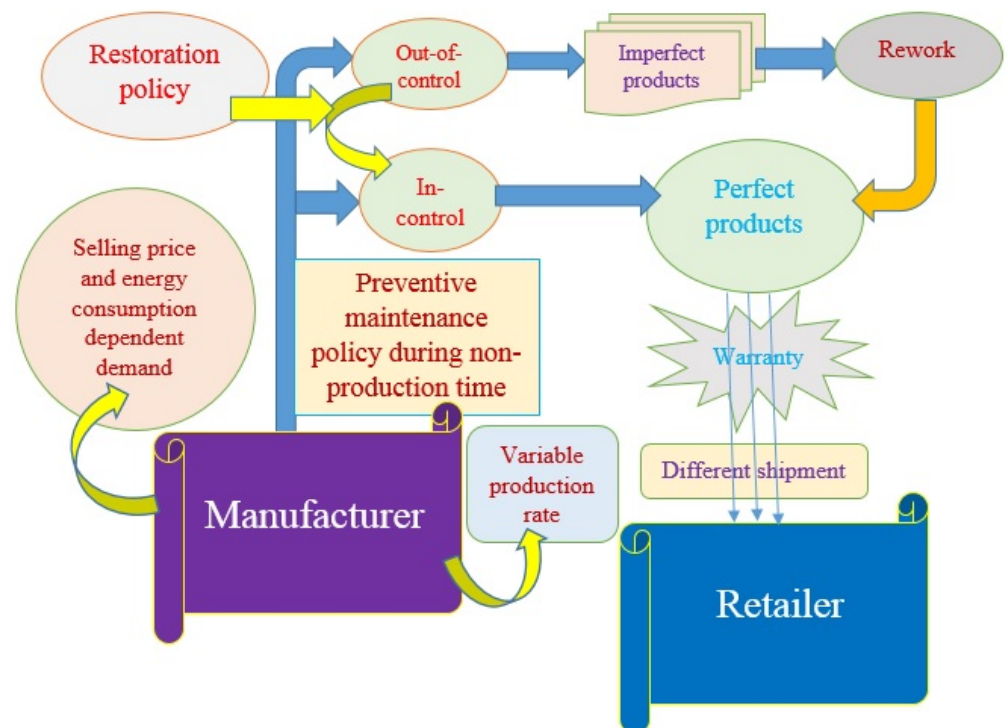 Restoration
policy
Out-of-
control
Imperfect
products
Rework
In-
control
Perfect
products
Selling price
and energy
consumption
dependent
demand
Preventive
maintenance
policy during non-
production time
Warranty
Variable
production
rate
Different shipment
Manufacturer
Retailer